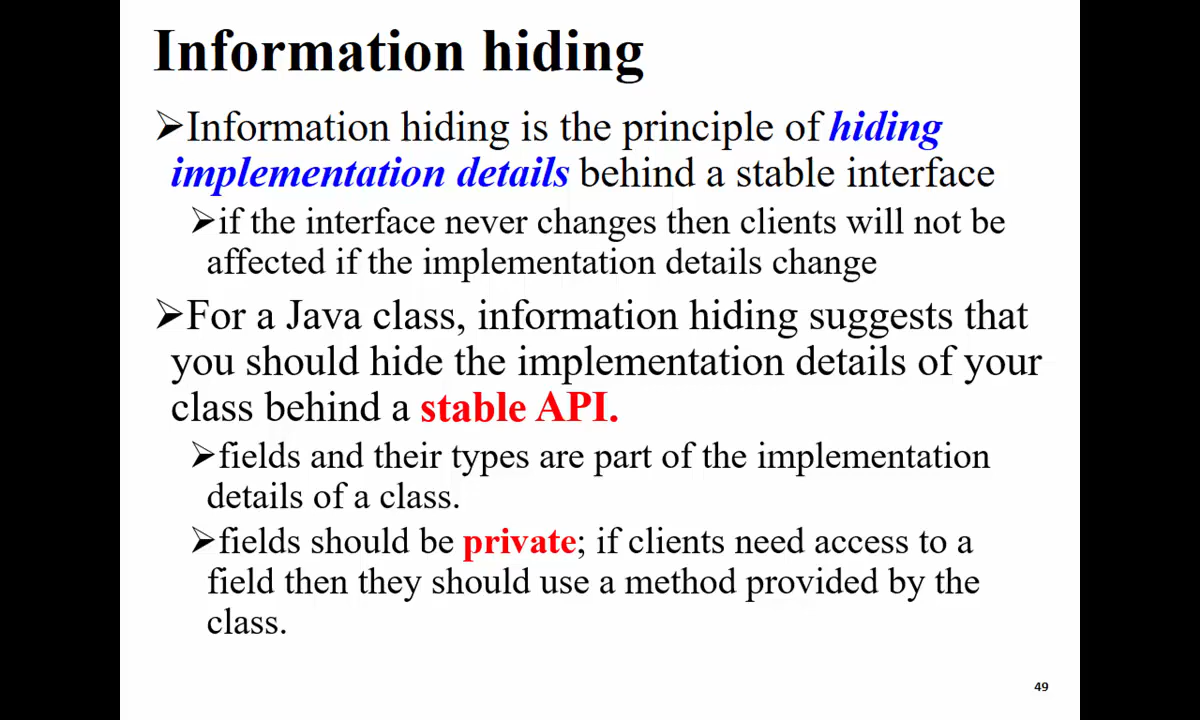 Information hiding
➢Information hiding is the principle of hiding
implementation details behind a stable interface
➢if the interface never changes then clients will not be
affected if the implementation details change
➢For a Java class, information hiding suggests that
you should hide the implementation details of your
class behind a stable API.
➢fields and their types are part of the implementation
details of a class.
➢fields should be private; if clients need access to a
field then they should use a method provided by the
class.
49